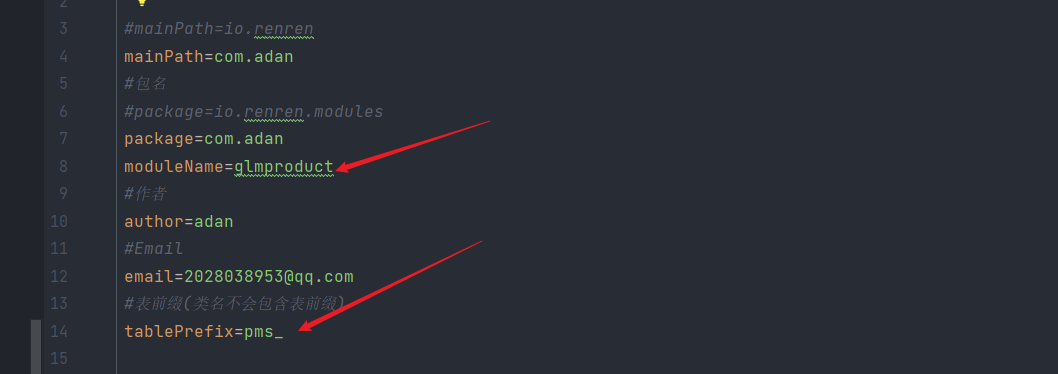 2
3 #mainPath=io.renren
4 mainPath=com.adan
5 #包名
6 #package=io.renren.modules
7 package=com.adan
8 moduleName=glmproduct
9 #作者
10 author=adan
11 #Email
12 email=2028038953@qq.com
13 #表前缀(类名不会包含表前缀)
14 tablePrefix=pms_
15